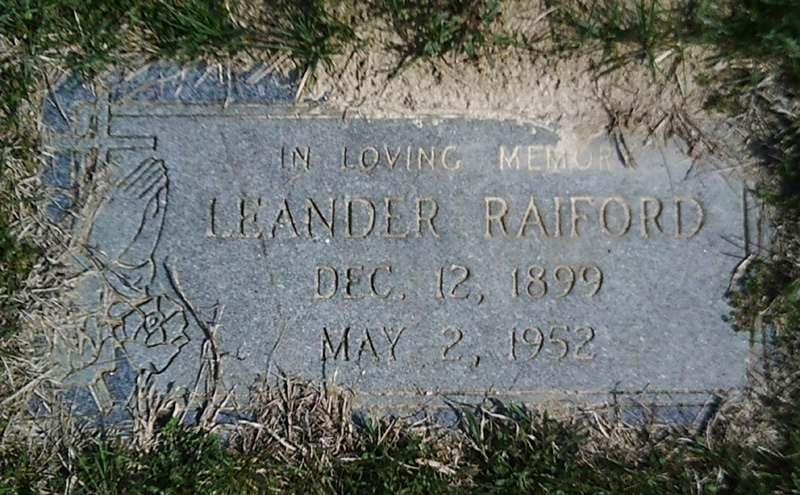 IN LOVING MEMOR
LEANDER RAIFORD
DEC. 12, 1899
MAY 2, 1952